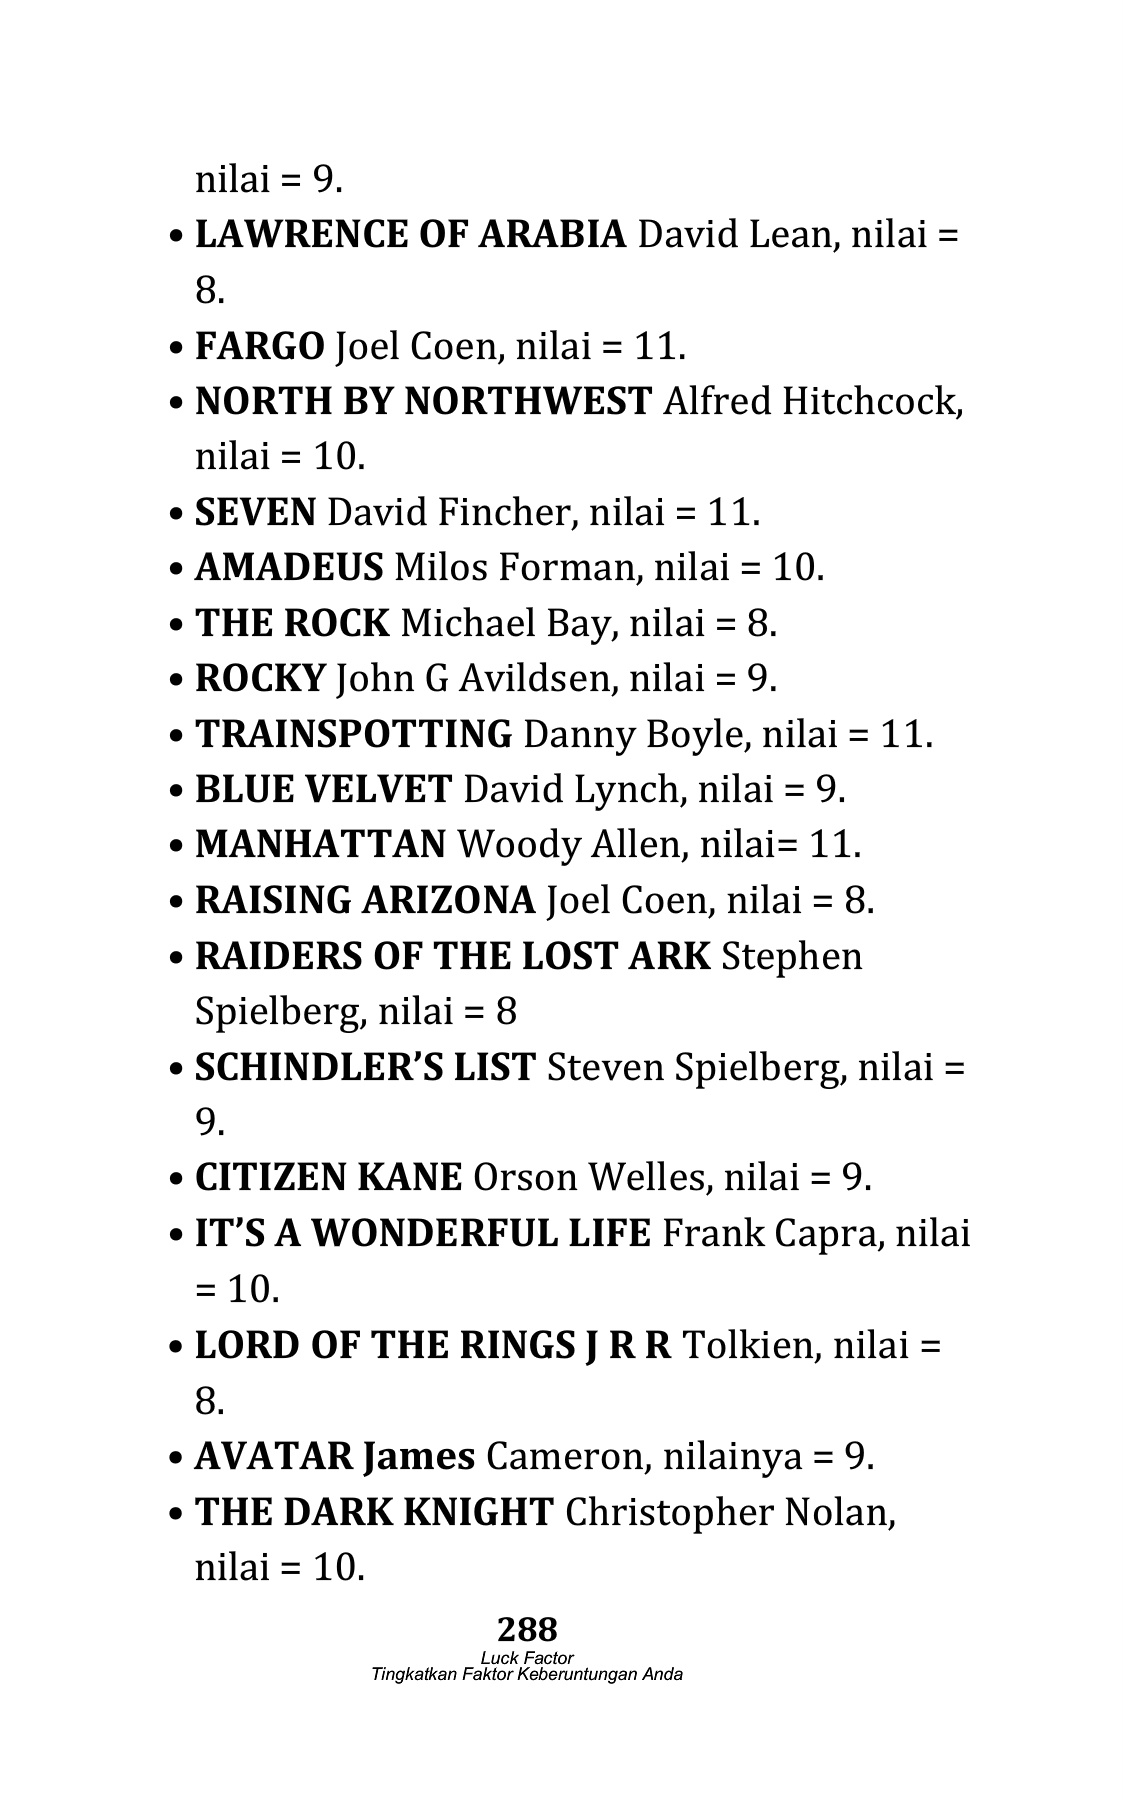 nilai = 9.
• LAWRENCE OF ARABIA David Lean, nilai =
8.
• FARGO Joel Coen, nilai = 11.
• NORTH BY NORTHWEST Alfred Hitchcock,
nilai = 10.
• SEVEN David Fincher, nilai = 11.
• AMADEUS Milos Forman, nilai = 10.
• THE ROCK Michael Bay, nilai = 8.
• ROCKY John G Avildsen, nilai = 9.
• TRAINSPOTTING Danny Boyle, nilai = 11.
• BLUE VELVET David Lynch, nilai = 9.
• MANHATTAN Woody Allen, nilai= 11.
• RAISING ARIZONA Joel Coen, nilai = 8.
• RAIDERS OF THE LOST ARK Stephen
Spielberg, nilai = 8
• SCHINDLER’S LIST Steven Spielberg, nilai =
9.
• CITIZEN KANE Orson Welles, nilai = 9.
• IT’S A WONDERFUL LIFE Frank Capra, nilai
= 10.
• LORD OF THE RINGS J R R Tolkien, nilai =
8.
• AVATAR James Cameron, nilainya = 9.
• THE DARK KNIGHT Christopher Nolan,
nilai = 10.
288
Luck Factor
Tingkatkan Faktor Keberuntungan Anda